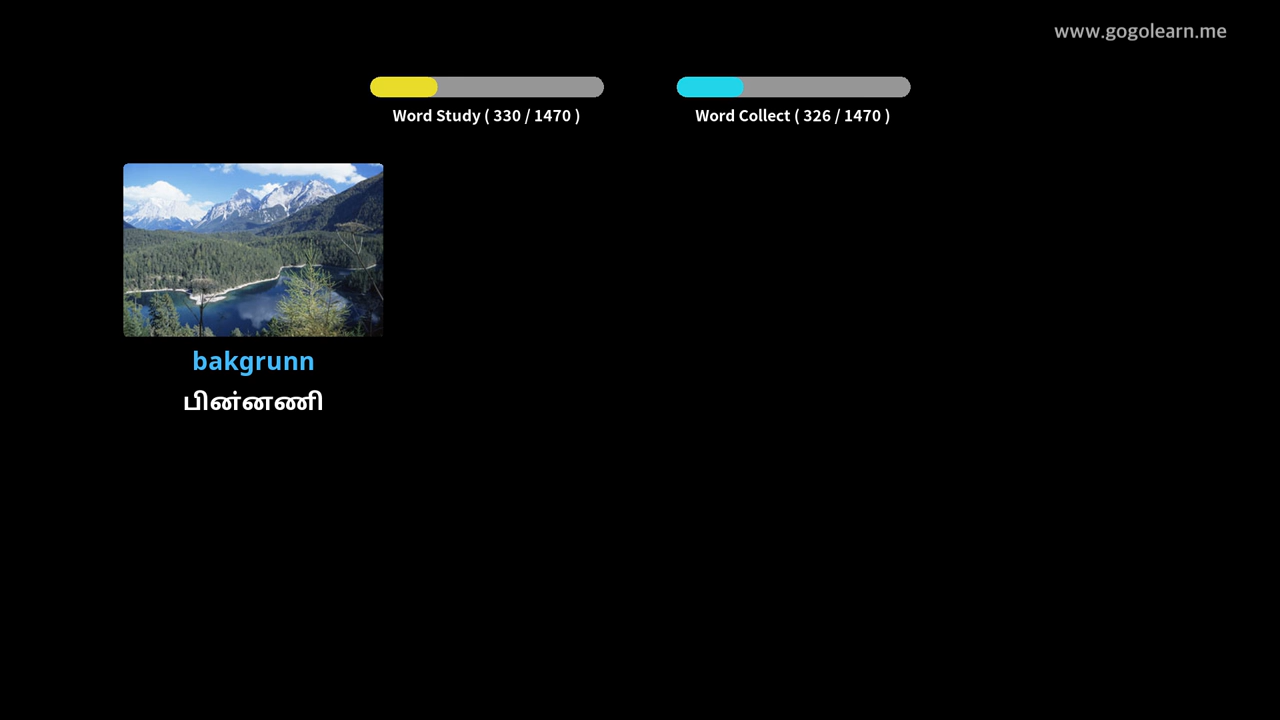 www.gogolearn.me
Word Study ( 330 / 1470 )
Word Collect ( 326 / 1470 )
bakgrunn
பின்னணி